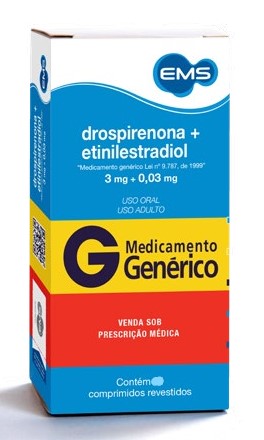 EMS
drospirenona +
etinilestradiol
"Medicamento genérico Lei nº 9.787, de 1999"
3 mg + 0,03 mg
USO ORAL
USO ADULTO
G Medicamento
Genérico
VENDA SOB
PRESCRIÇÃO MÉDICA
Contém
comprimidos revestidos